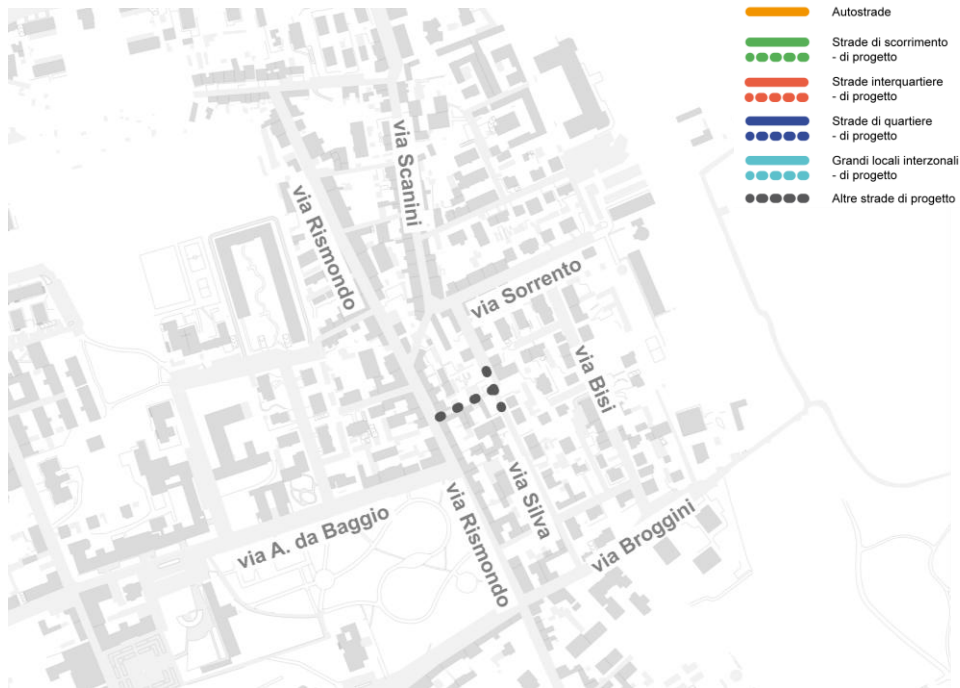 Autostrade
Strade di scorrimento
- di progetto
Strade interquartiere
- di progetto
Strade di quartiere
- di progetto
Grandi locali interzonali
- di progetto
Altre strade di progetto
via Scanini
via Rismondo
via Sorrento
via Bisi
via Silva
via Rismondo
via A. da Baggio
via Broggini